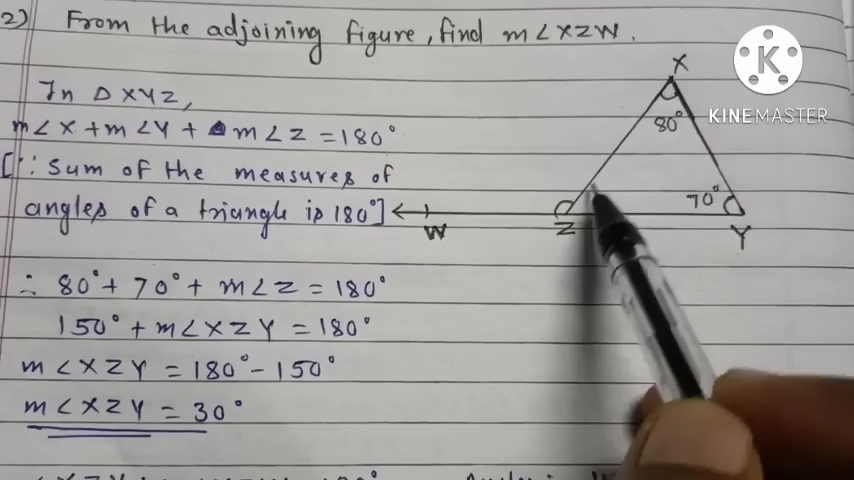 2) From the adjoining figure, find m∠XZW.
In △XYZ,
m∠X + m∠Y + m∠Z = 180°
[∵ Sum of the measures of
angles of a triangle is 180°]
∴ 80° + 70° + m∠Z = 180°
150° + m∠XZY = 180°
m∠XZY = 180° - 150°
m∠XZY = 30°
X
80°
70°
W
Z
Y
K
KINEMASTER